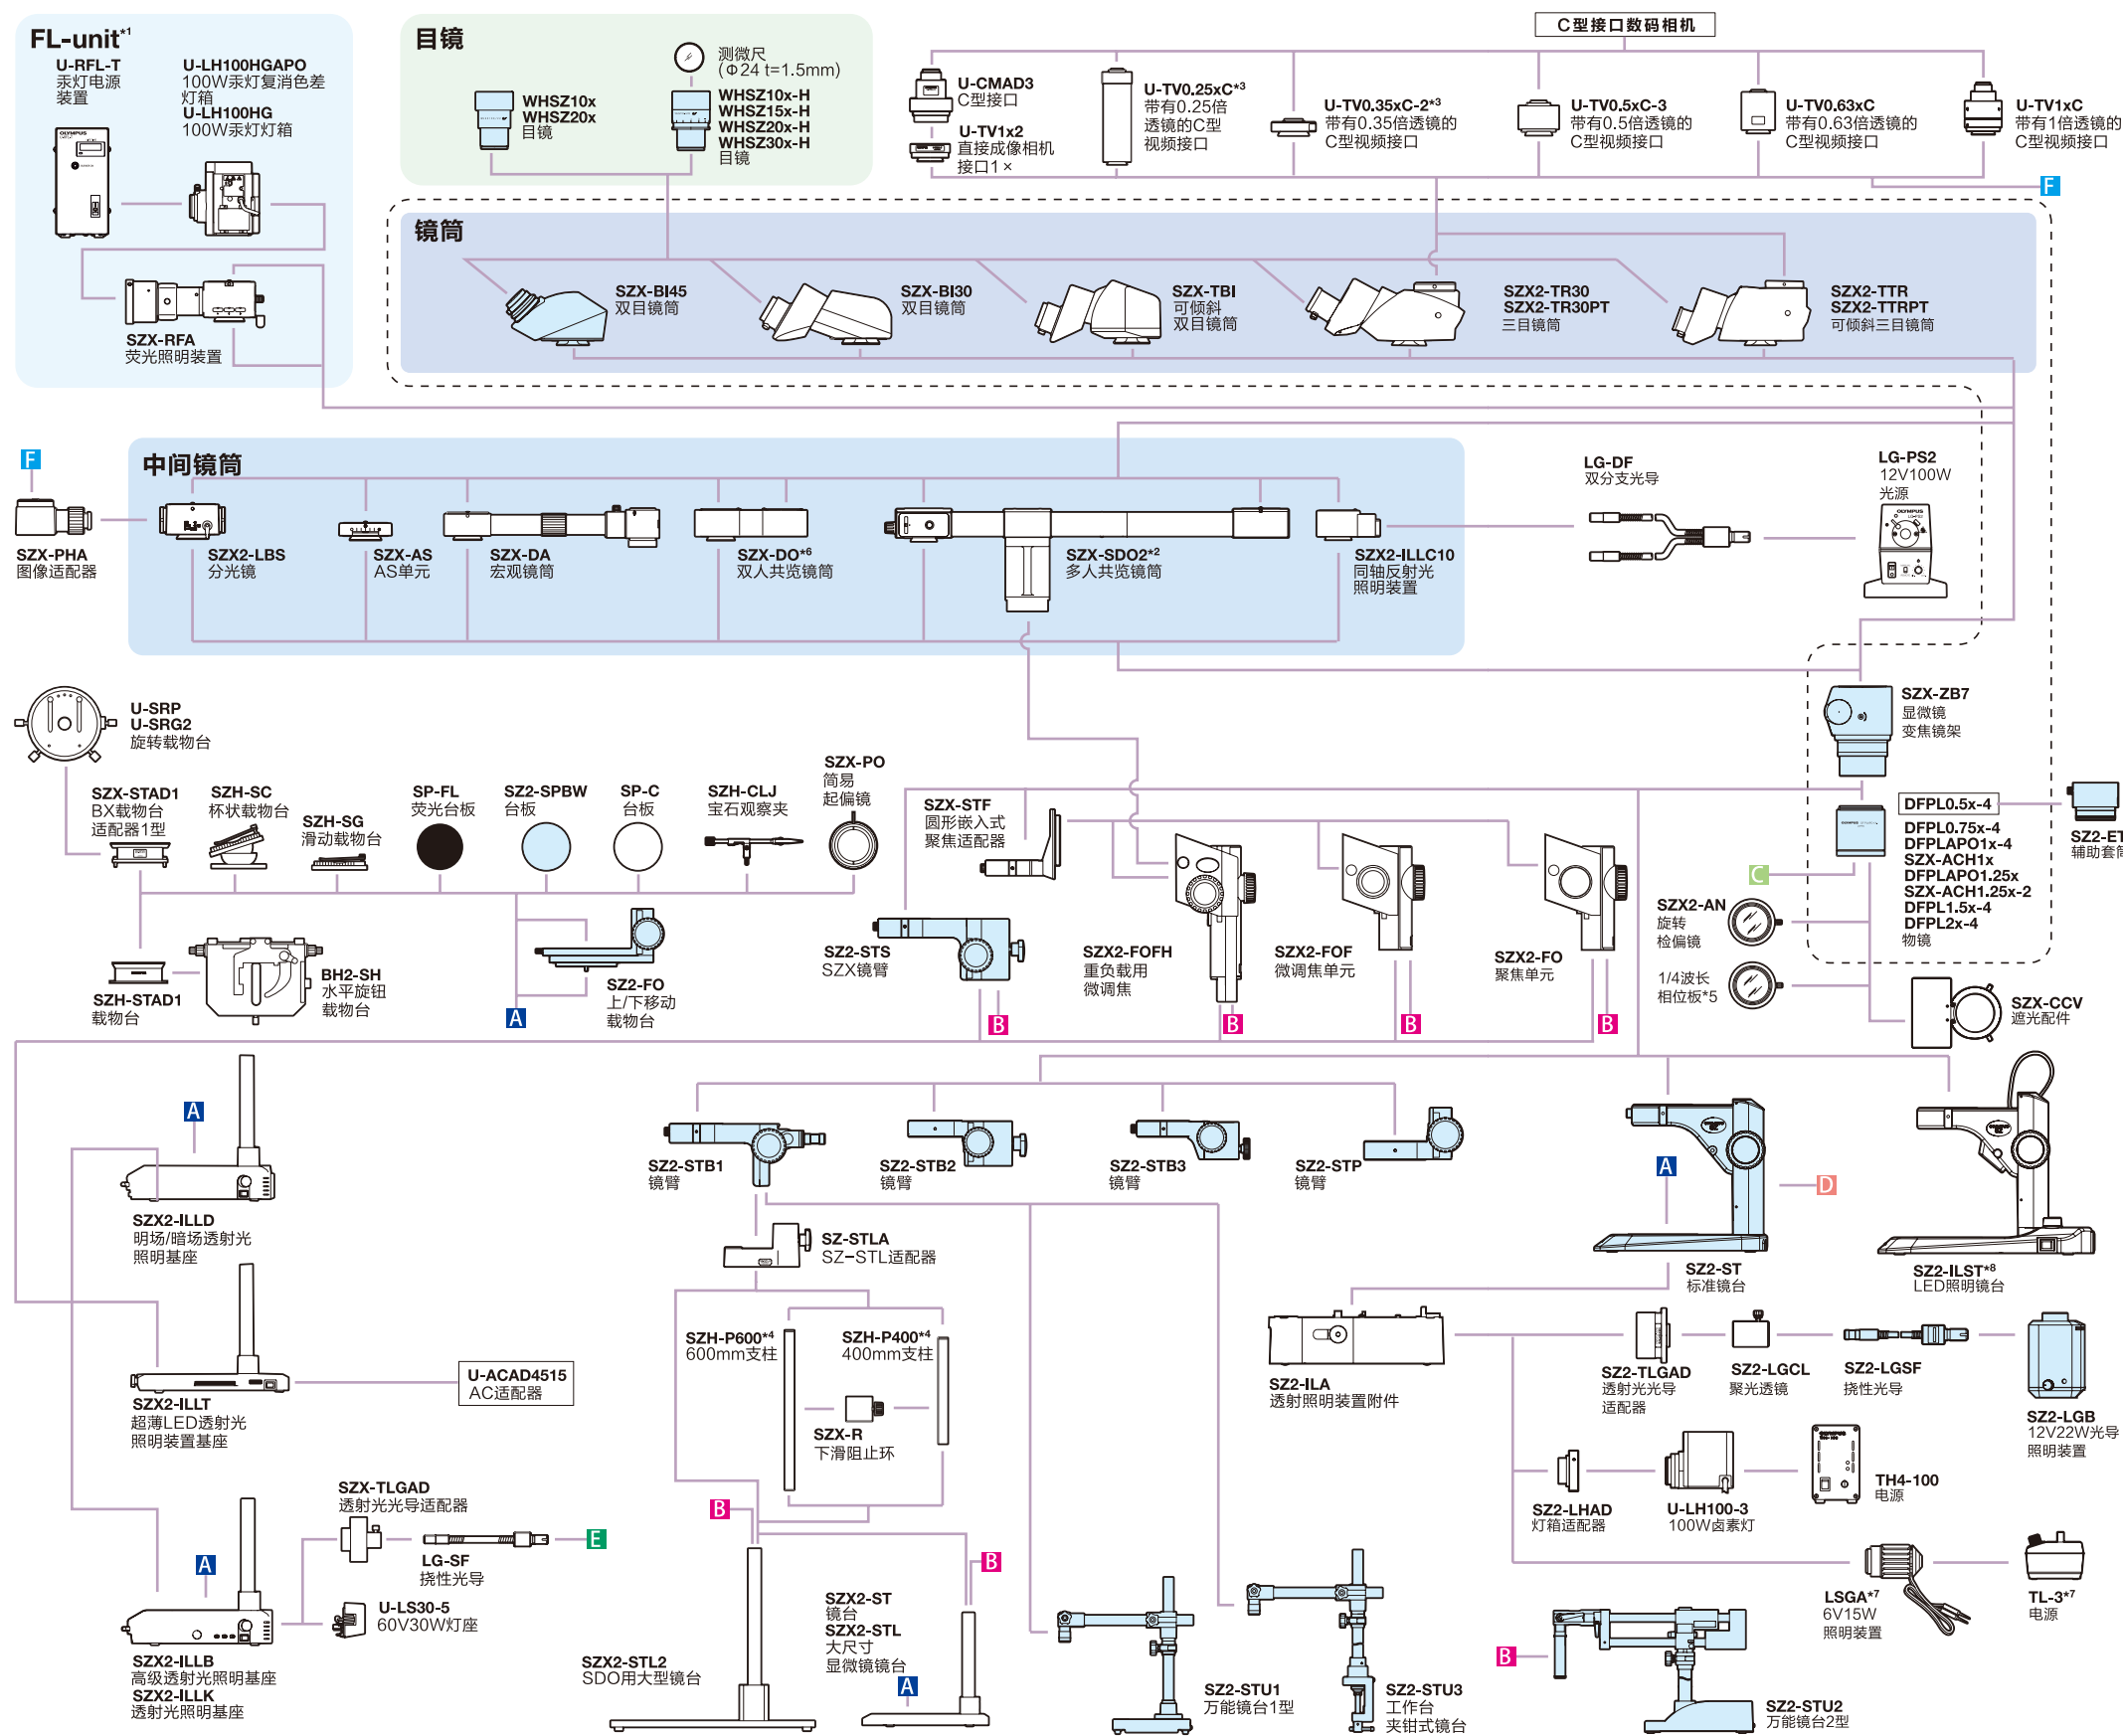 FL-unit*1
U-RFL-T
汞灯电源
装置
U-LH100HGAPO
100W汞灯复消色差
灯箱
U-LH100HG
100W汞灯灯箱
SZX-RFA
荧光照明装置
目镜
测微尺
(Φ24 t=1.5mm)
WHSZ10x
WHSZ20x
目镜
WHSZ10x-H
WHSZ15x-H
WHSZ20x-H
WHSZ30x-H
目镜
C型接口数码相机
U-CMAD3
C型接口
U-TV1x2
直接成像相机
接口1×
U-TV0.25xC*3
带有0.25倍
透镜的C型
视频接口
U-TV0.35xC-2*3
带有0.35倍透镜的
C型视频接口
U-TV0.5xC-3
带有0.5倍透镜的
C型视频接口
U-TV0.63xC
带有0.63倍透镜的
C型视频接口
U-TV1xC
带有1倍透镜的
C型视频接口
F
镜筒
SZX-BI45
双目镜筒
SZX-BI30
双目镜筒
SZX-TBI
可倾斜
双目镜筒
SZX2-TR30
SZX2-TR30PT
三目镜筒
SZX2-TTR
SZX2-TTRPT
可倾斜三目镜筒
F
SZX-PHA
图像适配器
中间镜筒
SZX2-LBS
分光镜
SZX-AS
AS单元
SZX-DA
宏观镜筒
SZX-DO*6
双人共览镜筒
SZX-SDO2*2
多人共览镜筒
SZX2-ILLC10
同轴反射光
照明装置
LG-DF
双分支光导
LG-PS2
12V100W
光源
OLYMPUS
U-SRP
U-SRG2
旋转载物台
SZX-STAD1
BX载物台
适配器1型
SZH-SC
杯状载物台
SZH-SG
滑动载物台
SP-FL
荧光台板
SZ2-SPBW
台板
SP-C
台板
SZH-CLJ
宝石观察夹
SZX-PO
简易
起偏镜
SZH-STAD1
载物台
BH2-SH
水平旋钮
载物台
A
SZ2-FO
上/下移动
载物台
SZX-STF
圆形嵌入式
聚焦适配器
SZ2-STS
SZX镜臂
B
SZX2-FOFH
重负载用
微调焦
B
SZX2-FOF
微调焦单元
B
SZX2-FO
聚焦单元
B
SZX-ZB7
显微镜
变焦镜架
DFPL0.5x-4
DFPL0.75x-4
DFPLAPO1x-4
SZX-ACH1x
DFPLAPO1.25x
SZX-ACH1.25x-2
DFPL1.5x-4
DFPL2x-4
物镜
SZ2-ET
辅助套筒
C
SZX2-AN
旋转
检偏镜
1/4波长
相位板*5
SZX-CCV
遮光配件
A
SZX2-ILLD
明场/暗场透射光
照明基座
SZX2-ILLT
超薄LED透射光
照明装置基座
U-ACAD4515
AC适配器
SZX-TLGAD
透射光光导适配器
LG-SF
挠性光导
E
A
U-LS30-5
60V30W灯座
SZX2-ILLB
高级透射光照明基座
SZX2-ILLK
透射光照明基座
SZ2-STB1
镜臂
SZ2-STB2
镜臂
SZ2-STB3
镜臂
SZ2-STP
镜臂
SZ-STLA
SZ-STL适配器
SZH-P600*4
600mm支柱
SZH-P400*4
400mm支柱
SZX-R
下滑阻止环
B
SZX2-STL2
SDO用大型镜台
B
SZX2-ST
镜台
SZX2-STL
大尺寸
显微镜镜台
A
SZ2-STU1
万能镜台1型
SZ2-STU3
工作台
夹钳式镜台
B
SZ2-STU2
万能镜台2型
A
D
SZ2-ST
标准镜台
SZ2-ILST*8
LED照明镜台
SZ2-ILA
透射照明装置附件
SZ2-TLGAD
透射光光导
适配器
SZ2-LGCL
聚光透镜
SZ2-LGSF
挠性光导
SZ2-LGB
12V22W光导
照明装置
SZ2-LHAD
灯箱适配器
U-LH100-3
100W卤素灯
TH4-100
电源
LSGA*7
6V15W
照明装置
TL-3*7
电源